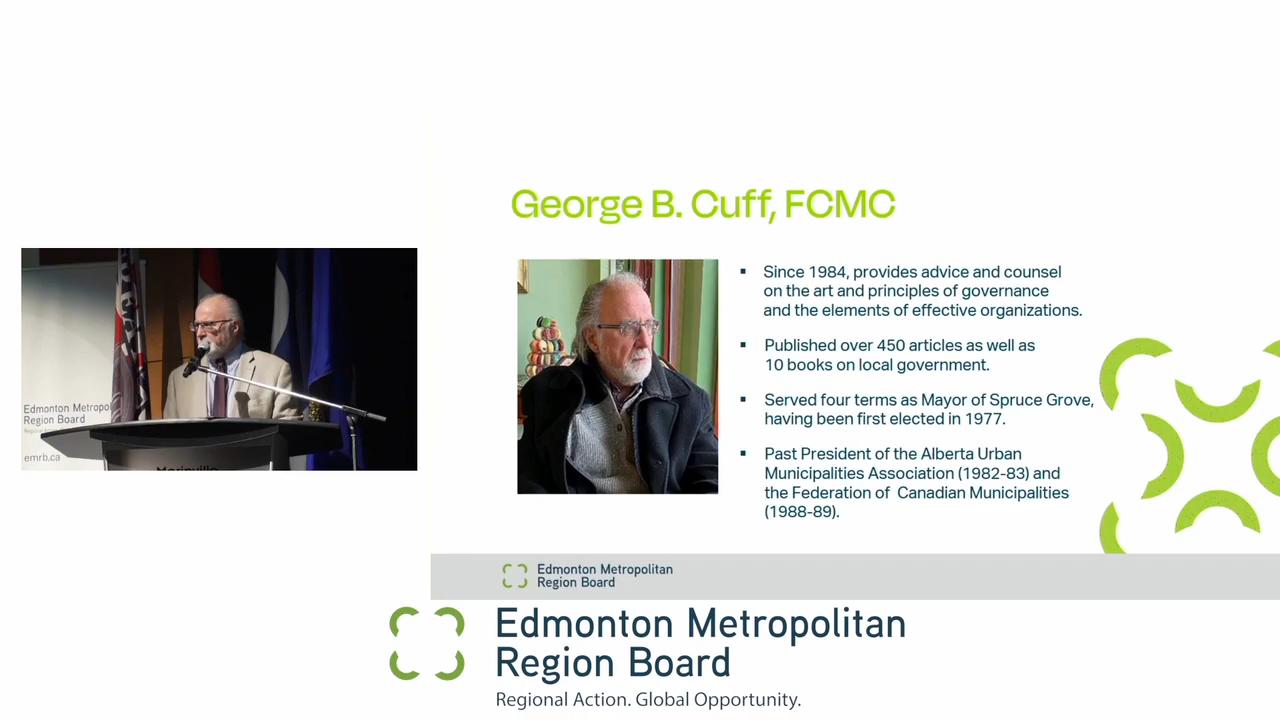 George B. Cuff, FCMC
Since 1984, provides advice and counsel
on the art and principles of governance
and the elements of effective organizations.
Published over 450 articles as well as
10 books on local government.
Served four terms as Mayor of Spruce Grove,
having been first elected in 1977.
Past President of the Alberta Urban
Municipalities Association (1982-83) and
the Federation of Canadian Municipalities
(1988-89).
Edmonton Metropol
Region Board
emrb.ca
Edmonton Metropolitan
Region Board
Edmonton Metropolitan
Region Board
Regional Action. Global Opportunity.